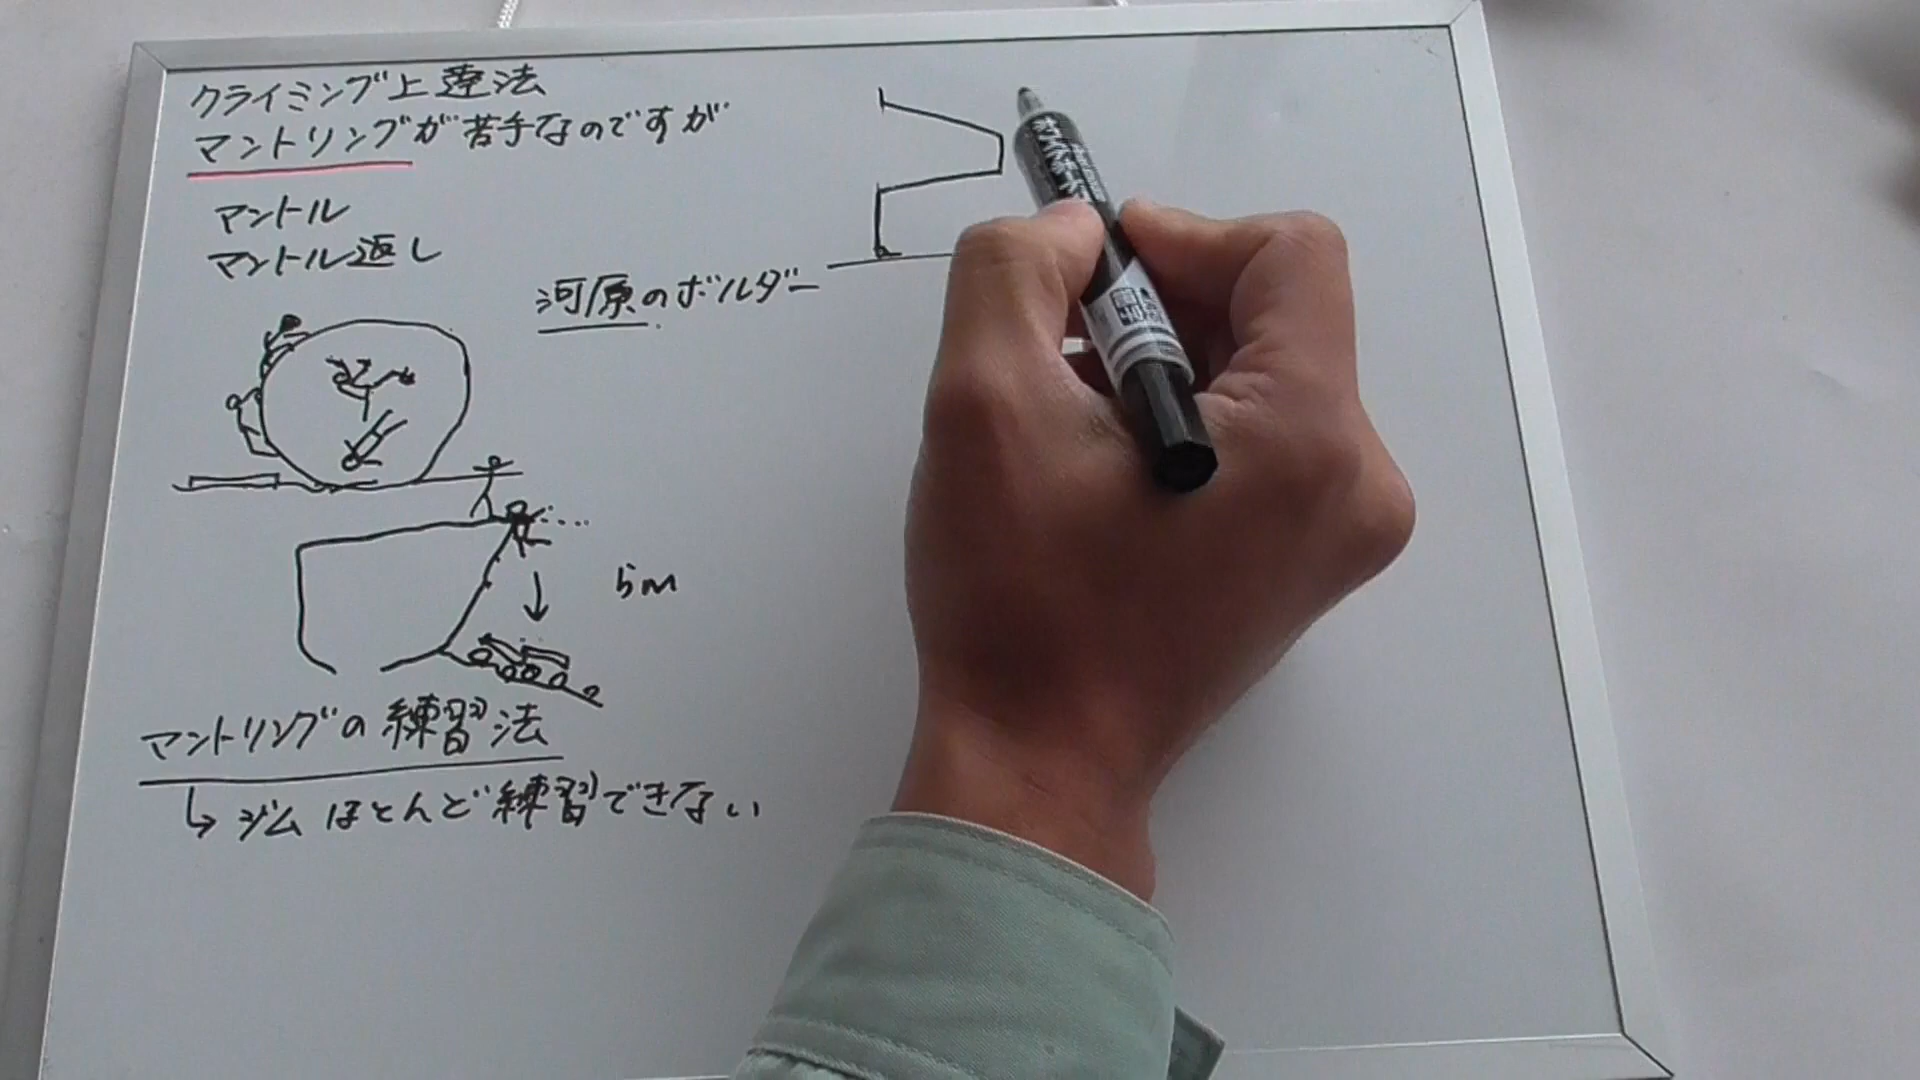 クライミング上達法
マントリングが苦手なのですが
マントル
マントル返し
河原のボルダー
5m
マントリングの練習法
↳ジムほとんど練習できない